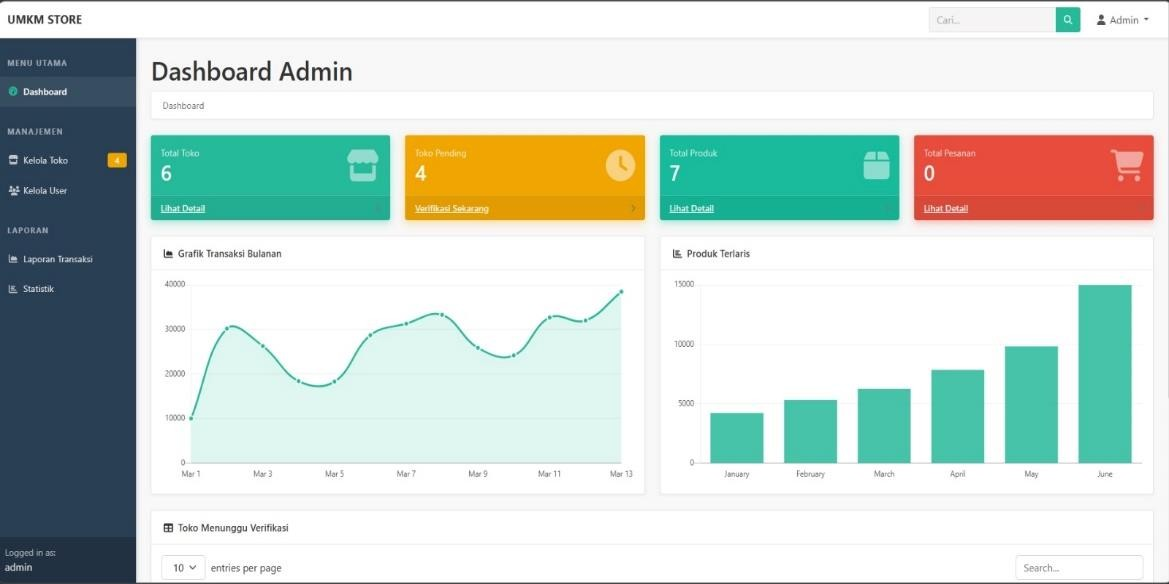 UMKM STORE
Cari...
Admin
MENU UTAMA
Dashboard
MANAJEMEN
Kelola Toko 4
Kelola User
LAPORAN
Laporan Transaksi
Statistik
Logged in as:
admin
Dashboard Admin
Dashboard
Total Toko
6
Lihat Detail
Toko Pending
4
Verifikasi Sekarang
Total Produk
7
Lihat Detail
Total Pesanan
0
Lihat Detail
Grafik Transaksi Bulanan
40000
30000
20000
10000
0
Mar 1 Mar 3 Mar 5 Mar 7 Mar 9 Mar 11 Mar 13
Produk Terlaris
15000
10000
5000
0
January February March April May June
Toko Menunggu Verifikasi
10 entries per page
Search...